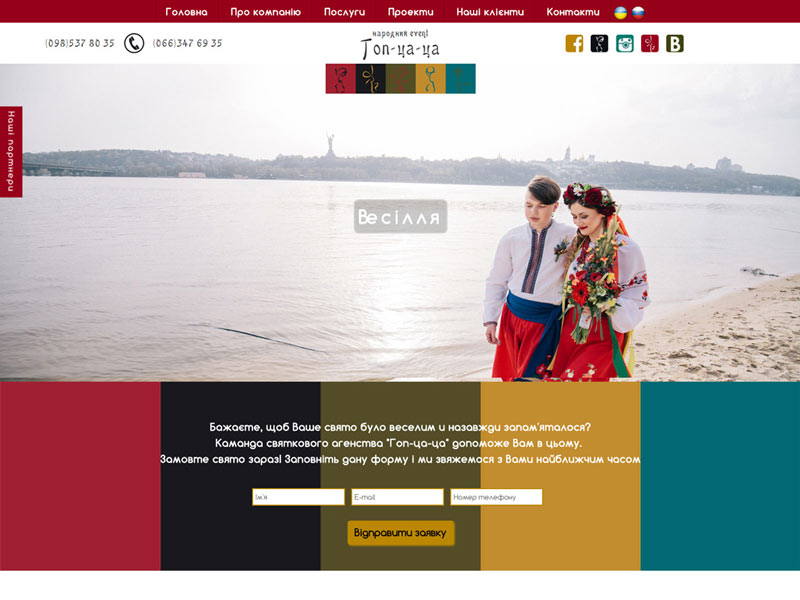 Головна Про компанію Послуги Проекти Наші клієнти Контакти
(098)537 80 35 (066)347 69 35
народний event
Гоп-ца-ца
B
Наші партнери
Весілля
Бажаєте, щоб Ваше свято було веселим и назавжди запам'яталося?
Команда святкового агенства "Гоп-ца-ца" допоможе Вам в цьому.
Замовте свято зараз! Заповніть дану форму і ми звяжемося з Вами найближчим часом
Ім'я E-mail Номер телефону
Відправити заявку